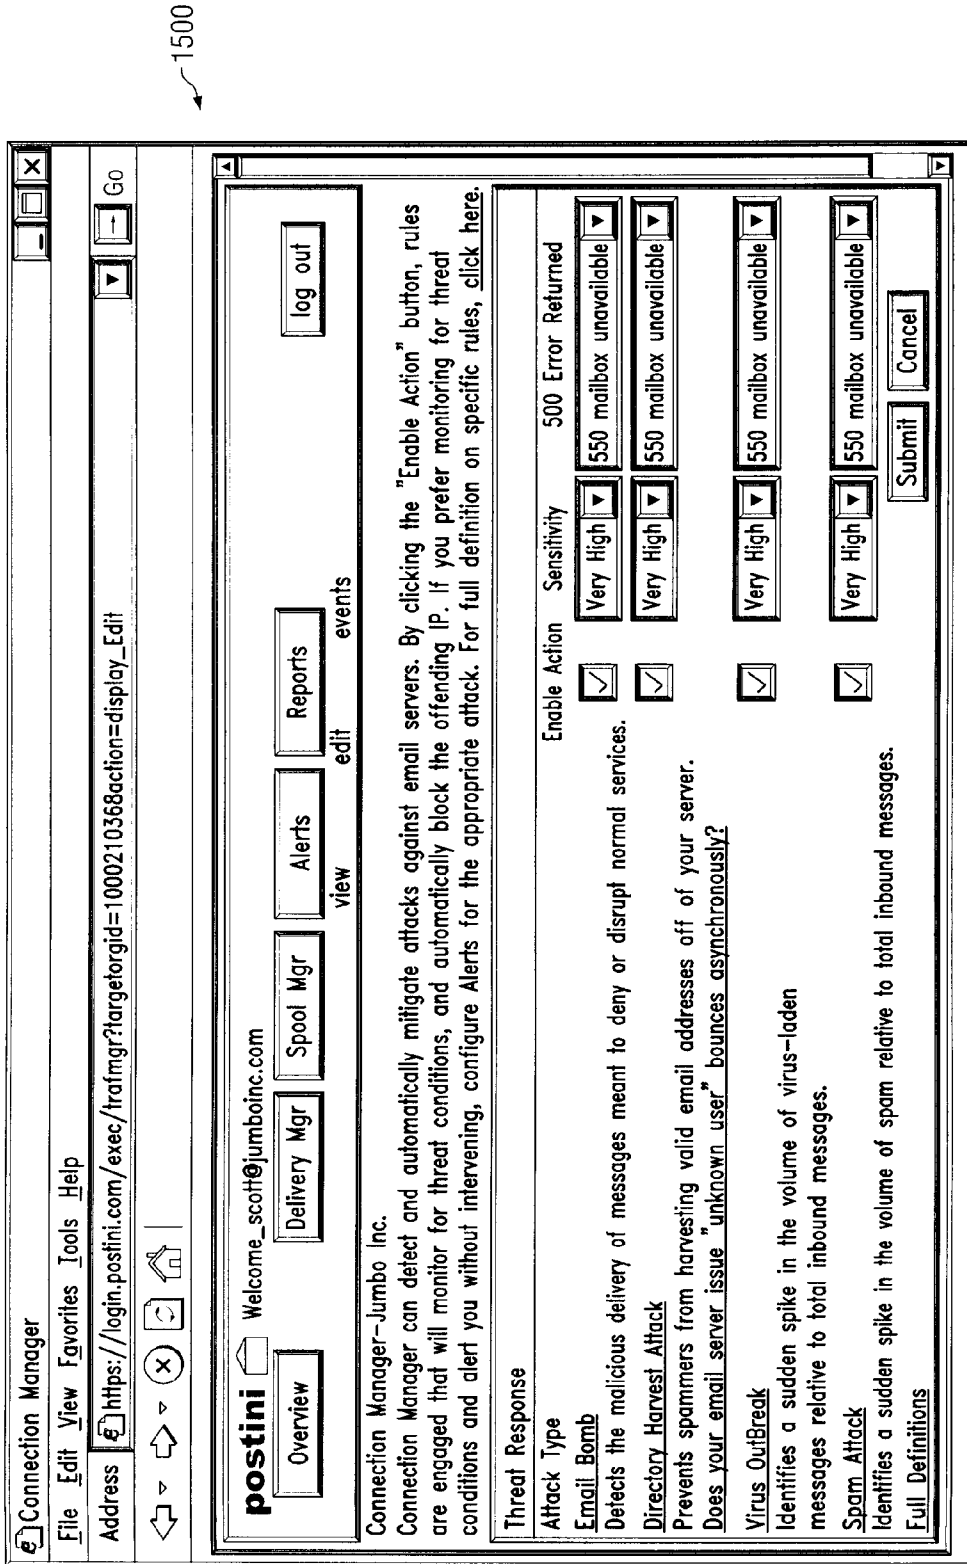 1500
Connection Manager
File Edit View Favorites Tools Help
Address https://login.postini.com/exec/trafmgr?targetorgid=100021036&action=display_Edit Go
postini Welcome_scott@jumboinc.com
Overview Delivery Mgr Spool Mgr Alerts Reports log out
view edit events
Connection Manager-Jumbo Inc.
Connection Manager can detect and automatically mitigate attacks against email servers. By clicking the "Enable Action" button, rules
are engaged that will monitor for threat conditions, and automatically block the offending IP. If you prefer monitoring for threat
conditions and alert you without intervening, configure Alerts for the appropriate attack. For full definition on specific rules, click here.
Threat Response
Attack Type Enable Action Sensitivity 500 Error Returned
Email Bomb Very High 550 mailbox unavailable
Detects the malicious delivery of messages meant to deny or disrupt normal services.
Directory Harvest Attack Very High 550 mailbox unavailable
Prevents spammers from harvesting valid email addresses off of your server.
Does your email server issue "unknown user" bounces asynchronously?
Virus OutBreak Very High 550 mailbox unavailable
Identifies a sudden spike in the volume of virus-laden
messages relative to total inbound messages.
Spam Attack Very High 550 mailbox unavailable
Identifies a sudden spike in the volume of spam relative to total inbound messages.
Full Definitions Submit Cancel